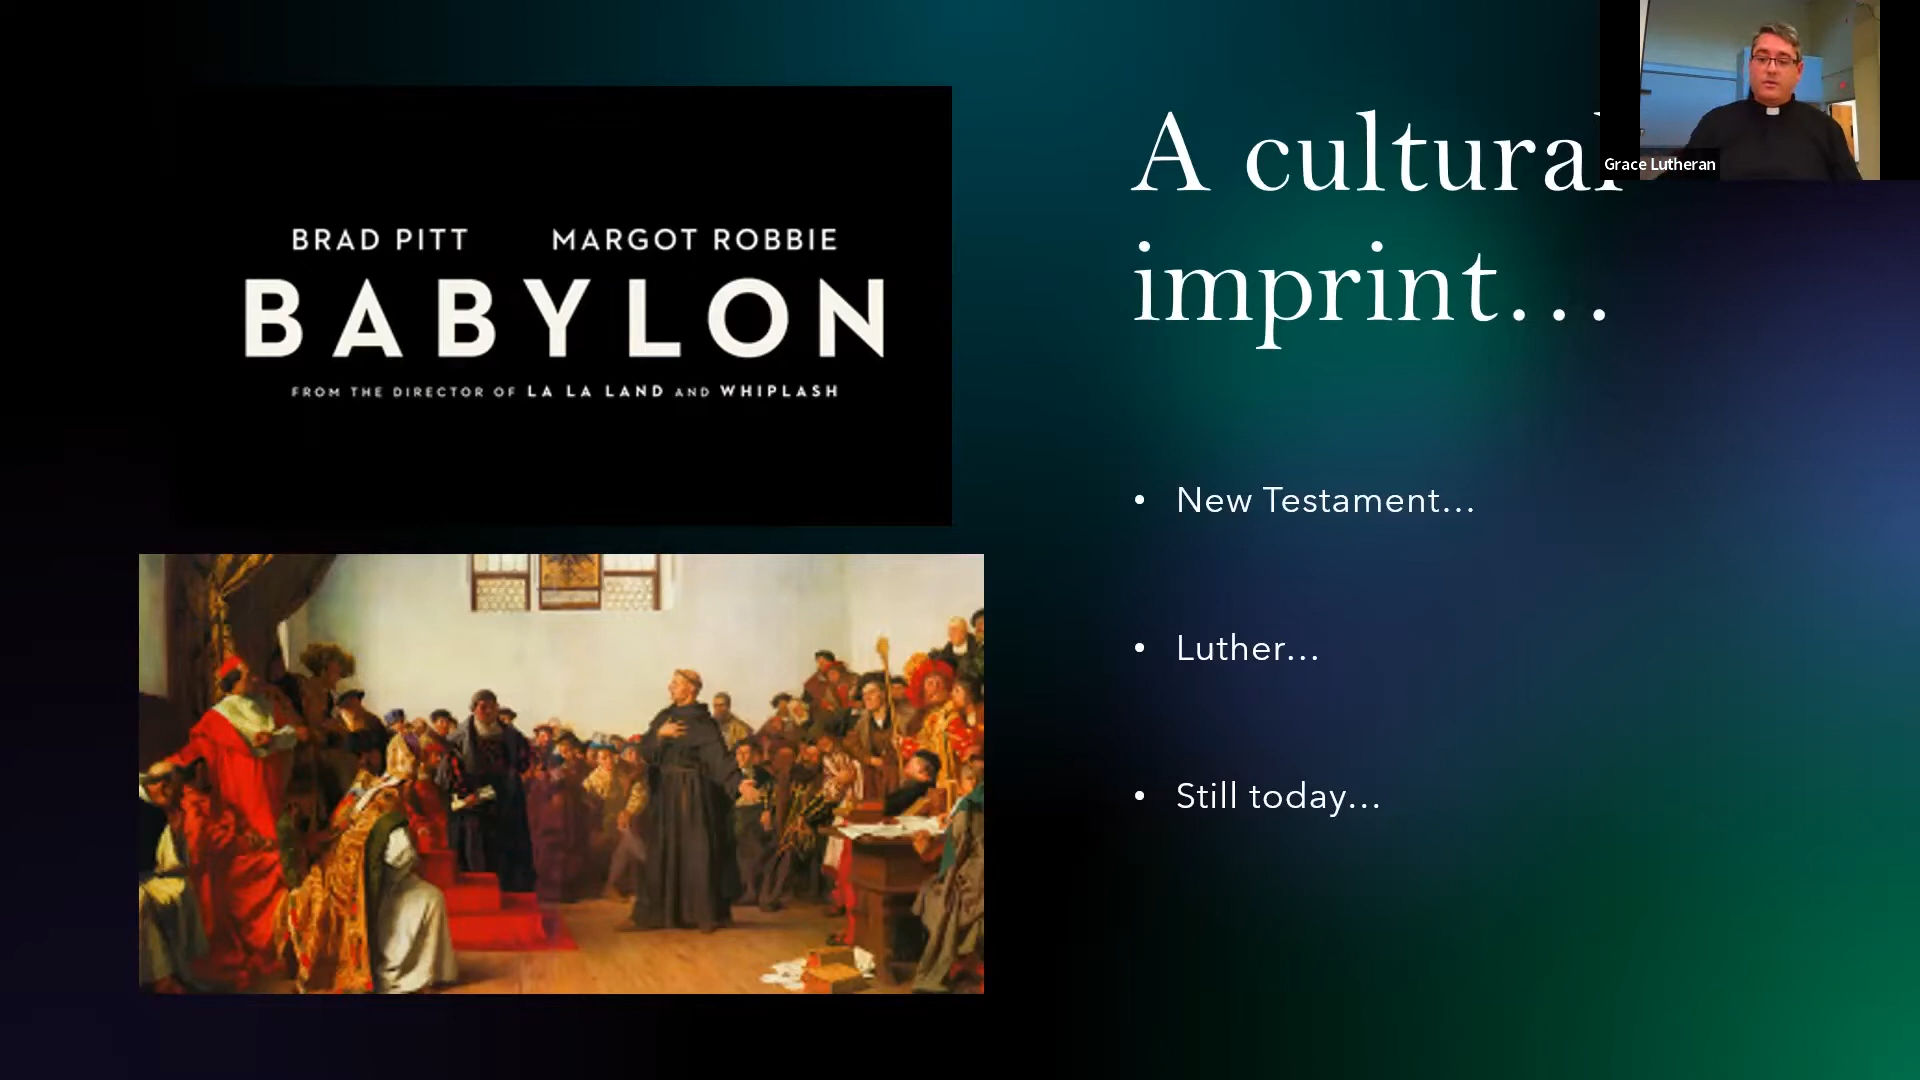 BRAD PITT MARGOT ROBBIE
BABYLON
FROM THE DIRECTOR OF LA LA LAND AND WHIPLASH
A cultural
imprint...
• New Testament...
• Luther...
• Still today...
Grace Lutheran